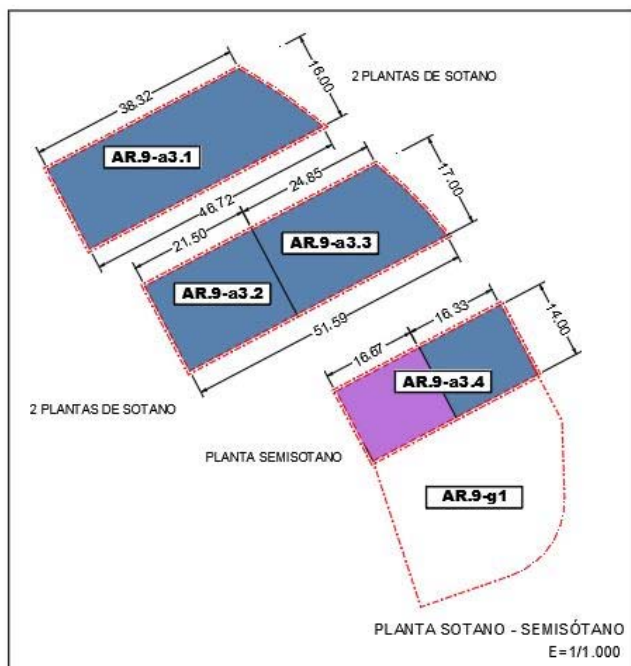 38.32
16.00
2 PLANTAS DE SOTANO
AR.9-a3.1
46.72
24.85
17.00
21.50
AR.9-a3.3
AR.9-a3.2
51.59
16.33
14.00
16.67
AR.9-a3.4
2 PLANTAS DE SOTANO
PLANTA SEMISOTANO
AR.9-g1
PLANTA SOTANO - SEMISÓTANO
E=1/1.000